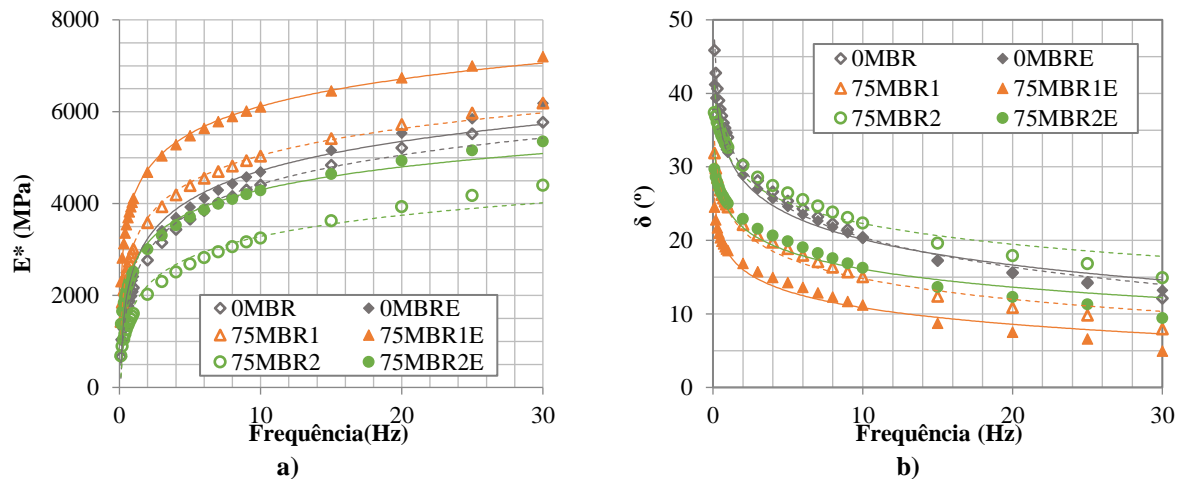 a)
8000
6000
4000
2000
0
E* (MPa)
0MBR 0MBRE
75MBR1 75MBR1E
75MBR2 75MBR2E
0 10 20 30
Frequência(Hz)
a)
b)
50
40
30
20
10
0
δ (º)
0MBR 0MBRE
75MBR1 75MBR1E
75MBR2 75MBR2E
0 10 20 30
Frequência (Hz)
b)